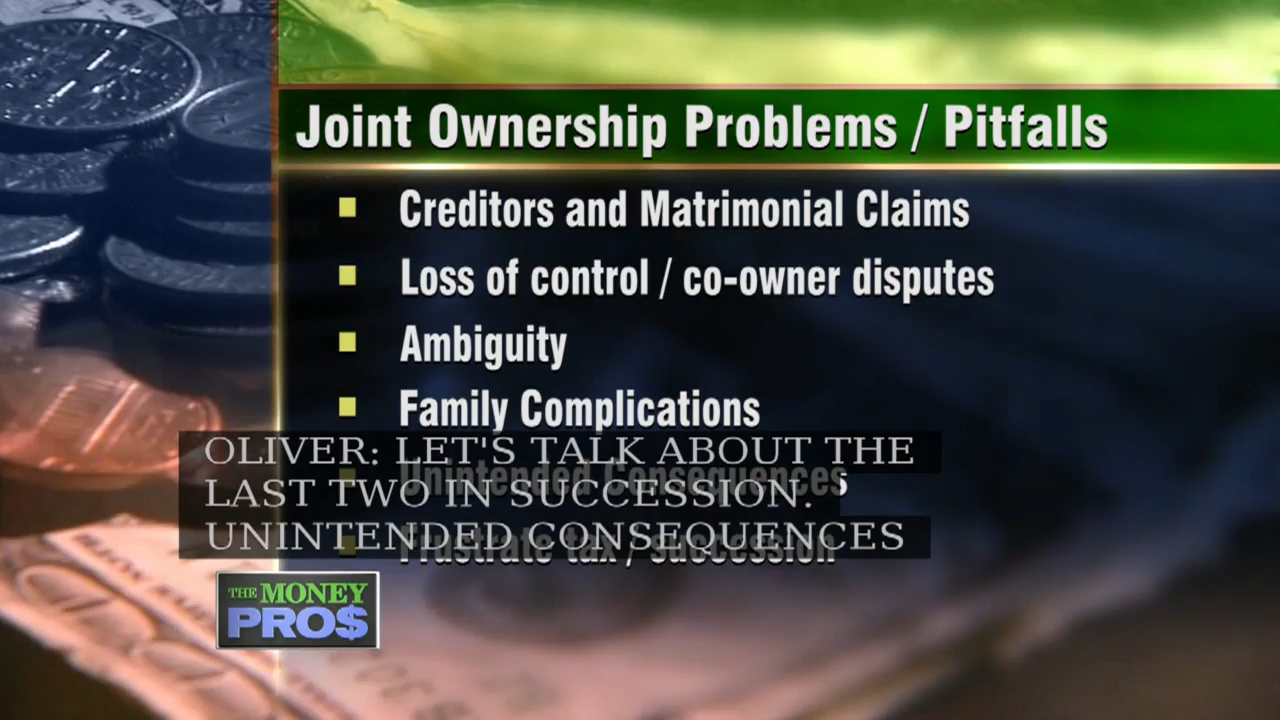 Joint Ownership Problems / Pitfalls
Creditors and Matrimonial Claims
Loss of control / co-owner disputes
Ambiguity
Family Complications
Unintended Consequences
Frustrate tax / succession
OLIVER: LET'S TALK ABOUT THE
LAST TWO IN SUCCESSION.
UNINTENDED CONSEQUENCES
THE MONEY
PRO$